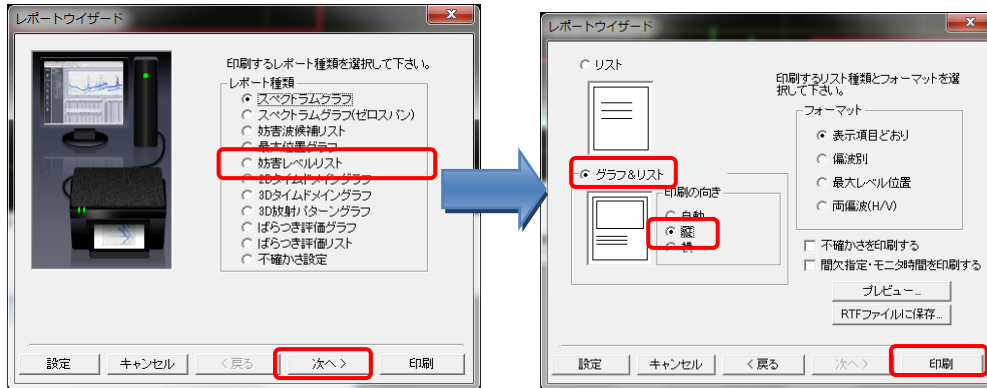 レポートウイザード
印刷するレポート種類を選択して下さい。
レポート種類
スペクトラムグラフ
スペクトラムグラフ(ゼロスパン)
妨害波候補リスト
最大位置グラフ
妨害レベルリスト
2Dタイムドメイングラフ
3Dタイムドメイングラフ
3D放射パターングラフ
ばらつき評価グラフ
ばらつき評価リスト
不確かさ設定
設定
キャンセル
< 戻る
次へ >
印刷
レポートウイザード
リスト
印刷するリスト種類とフォーマットを選
択して下さい。
フォーマット
表示項目どおり
偏波別
最大レベル位置
両偏波(H/V)
グラフ&リスト
印刷の向き
自動
縦
横
不確かさを印刷する
間欠指定・モニタ時間を印刷する
プレビュー...
RTFファイルに保存...
設定
キャンセル
< 戻る
次へ >
印刷